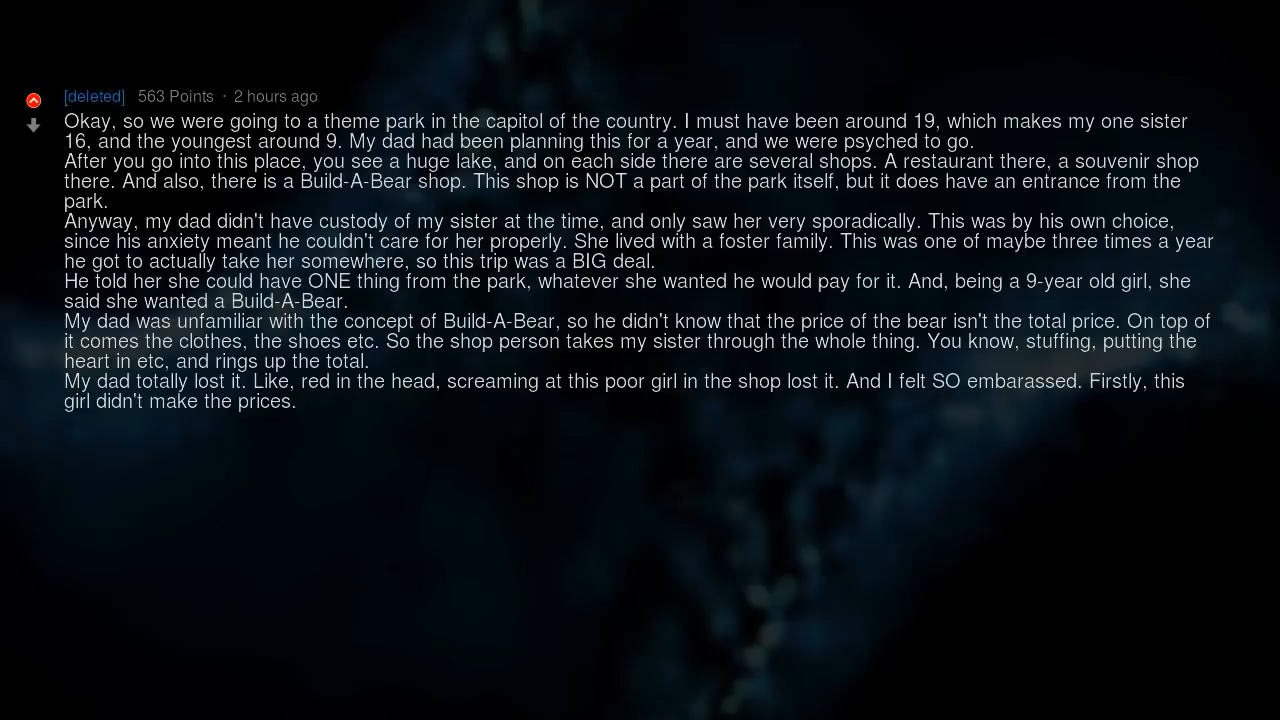 [deleted] 563 Points · 2 hours ago
Okay, so we were going to a theme park in the capitol of the country. I must have been around 19, which makes my one sister
16, and the youngest around 9. My dad had been planning this for a year, and we were psyched to go.
After you go into this place, you see a huge lake, and on each side there are several shops. A restaurant there, a souvenir shop
there. And also, there is a Build-A-Bear shop. This shop is NOT a part of the park itself, but it does have an entrance from the
park.
Anyway, my dad didn't have custody of my sister at the time, and only saw her very sporadically. This was by his own choice,
since his anxiety meant he couldn't care for her properly. She lived with a foster family. This was one of maybe three times a year
he got to actually take her somewhere, so this trip was a BIG deal.
He told her she could have ONE thing from the park, whatever she wanted he would pay for it. And, being a 9-year old girl, she
said she wanted a Build-A-Bear.
My dad was unfamiliar with the concept of Build-A-Bear, so he didn't know that the price of the bear isn't the total price. On top of
it comes the clothes, the shoes etc. So the shop person takes my sister through the whole thing. You know, stuffing, putting the
heart in etc, and rings up the total.
My dad totally lost it. Like, red in the head, screaming at this poor girl in the shop lost it. And I felt SO embarassed. Firstly, this
girl didn't make the prices.